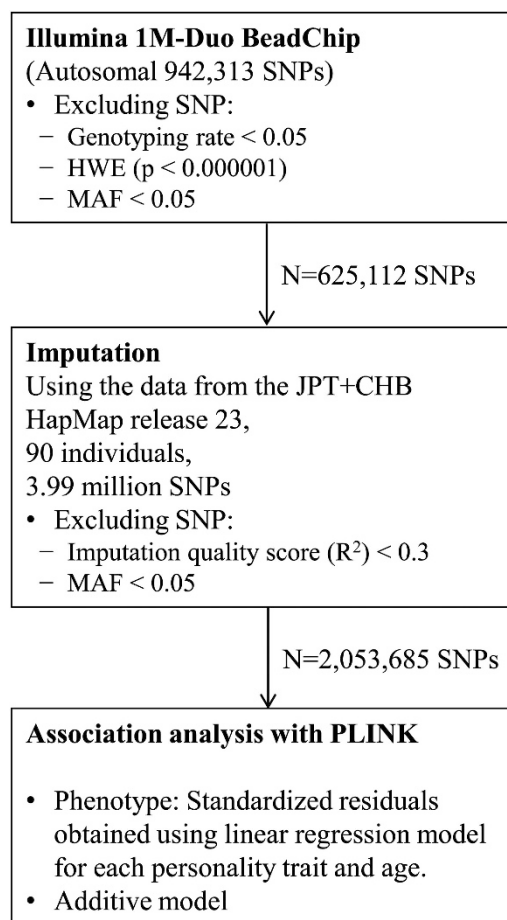 Illumina 1M-Duo BeadChip
(Autosomal 942,313 SNPs)
• Excluding SNP:
− Genotyping rate < 0.05
− HWE (p < 0.000001)
− MAF < 0.05
N=625,112 SNPs
Imputation
Using the data from the JPT+CHB
HapMap release 23,
90 individuals,
3.99 million SNPs
• Excluding SNP:
− Imputation quality score (R²) < 0.3
− MAF < 0.05
N=2,053,685 SNPs
Association analysis with PLINK
• Phenotype: Standardized residuals
obtained using linear regression model
for each personality trait and age.
• Additive model